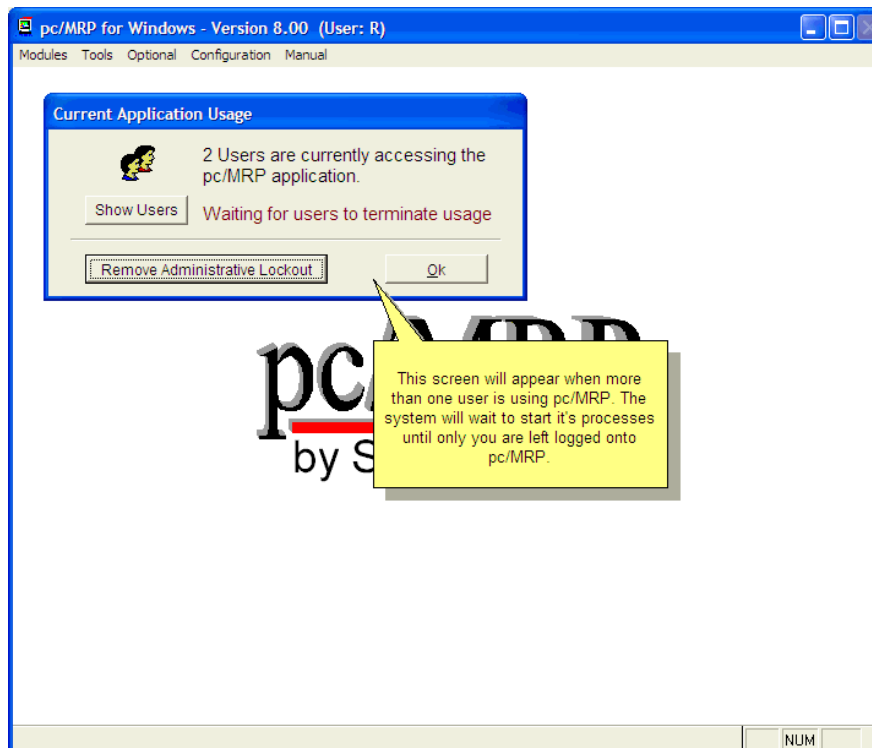 pc/MRP for Windows - Version 8.00 (User: R)
Modules Tools Optional Configuration Manual
Current Application Usage
2 Users are currently accessing the
pc/MRP application.
Show Users
Waiting for users to terminate usage
Remove Administrative Lockout
Ok
This screen will appear when more
than one user is using pc/MRP. The
system will wait to start it's processes
until only you are left logged onto
pc/MRP.
pc/MRP
by S
NUM